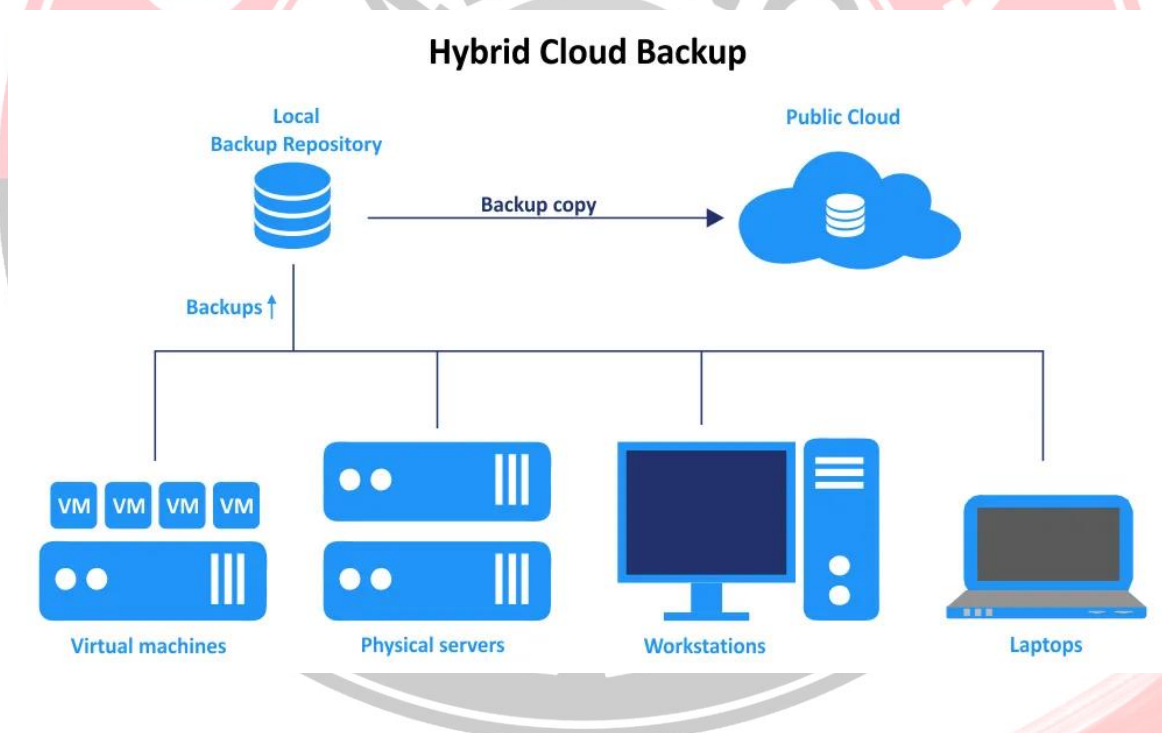 Hybrid Cloud Backup
Local
Backup Repository
Public Cloud
Backup copy
Backups
VM VM VM VM
Virtual machines
Physical servers
Workstations
Laptops